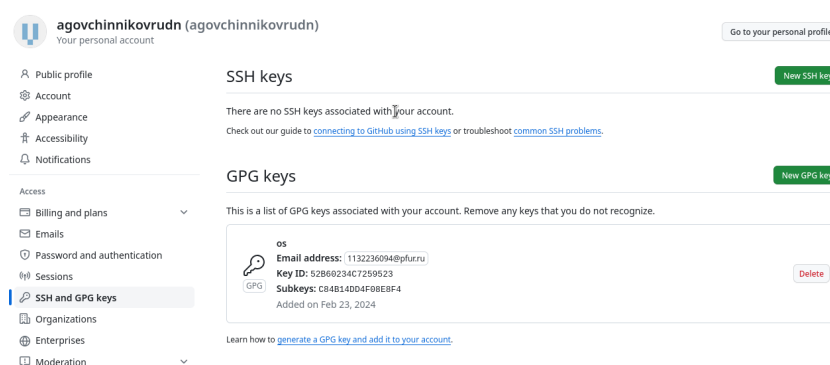 agovchinnikovrudn (agovchinnikovrudn)
Your personal account
Go to your personal profile
Public profile
Account
Appearance
Accessibility
Notifications
Access
Billing and plans
Emails
Password and authentication
Sessions
SSH and GPG keys
Organizations
Enterprises
Moderation
SSH keys
New SSH key
There are no SSH keys associated with your account.
Check out our guide to connecting to GitHub using SSH keys or troubleshoot common SSH problems.
GPG keys
New GPG key
This is a list of GPG keys associated with your account. Remove any keys that you do not recognize.
os
Email address: 1132236094@pfur.ru
Key ID: 52B60234C7259523
Subkeys: C84B14DD4F08E8F4
Added on Feb 23, 2024
GPG
Delete
Learn how to generate a GPG key and add it to your account.